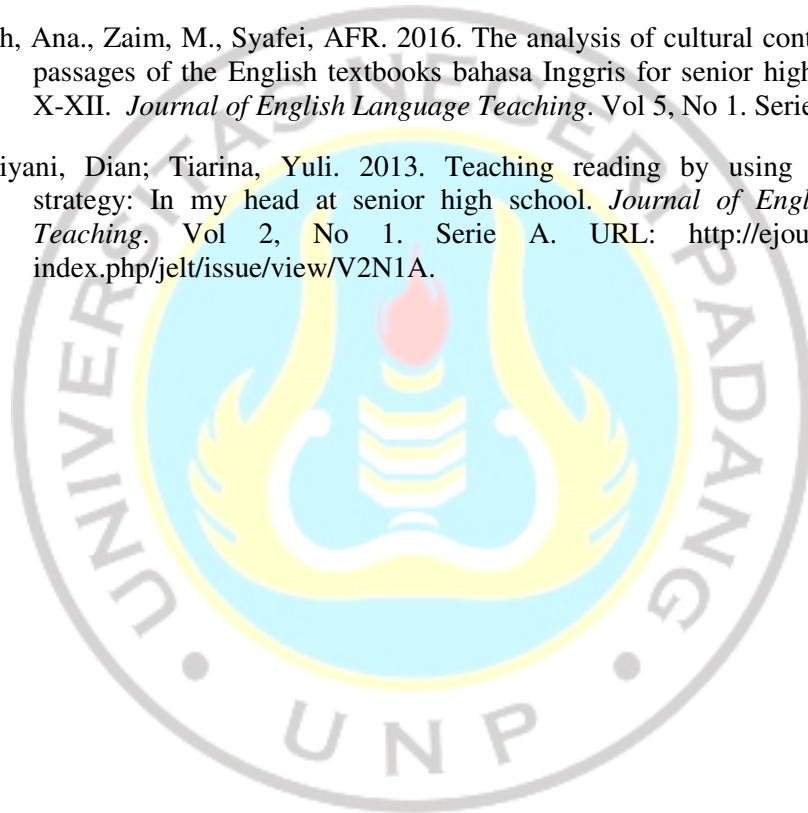 h, Ana., Zaim, M., Syafei, AFR. 2016. The analysis of cultural cont
passages of the English textbooks bahasa Inggris for senior high
X-XII. Journal of English Language Teaching. Vol 5, No 1. Serie
iyani, Dian; Tiarina, Yuli. 2013. Teaching reading by using
strategy: In my head at senior high school. Journal of Engl
Teaching. Vol 2, No 1. Serie A. URL: http://ejou
index.php/jelt/issue/view/V2N1A.
UNIVERSITAS NEGERI PADANG
UNP